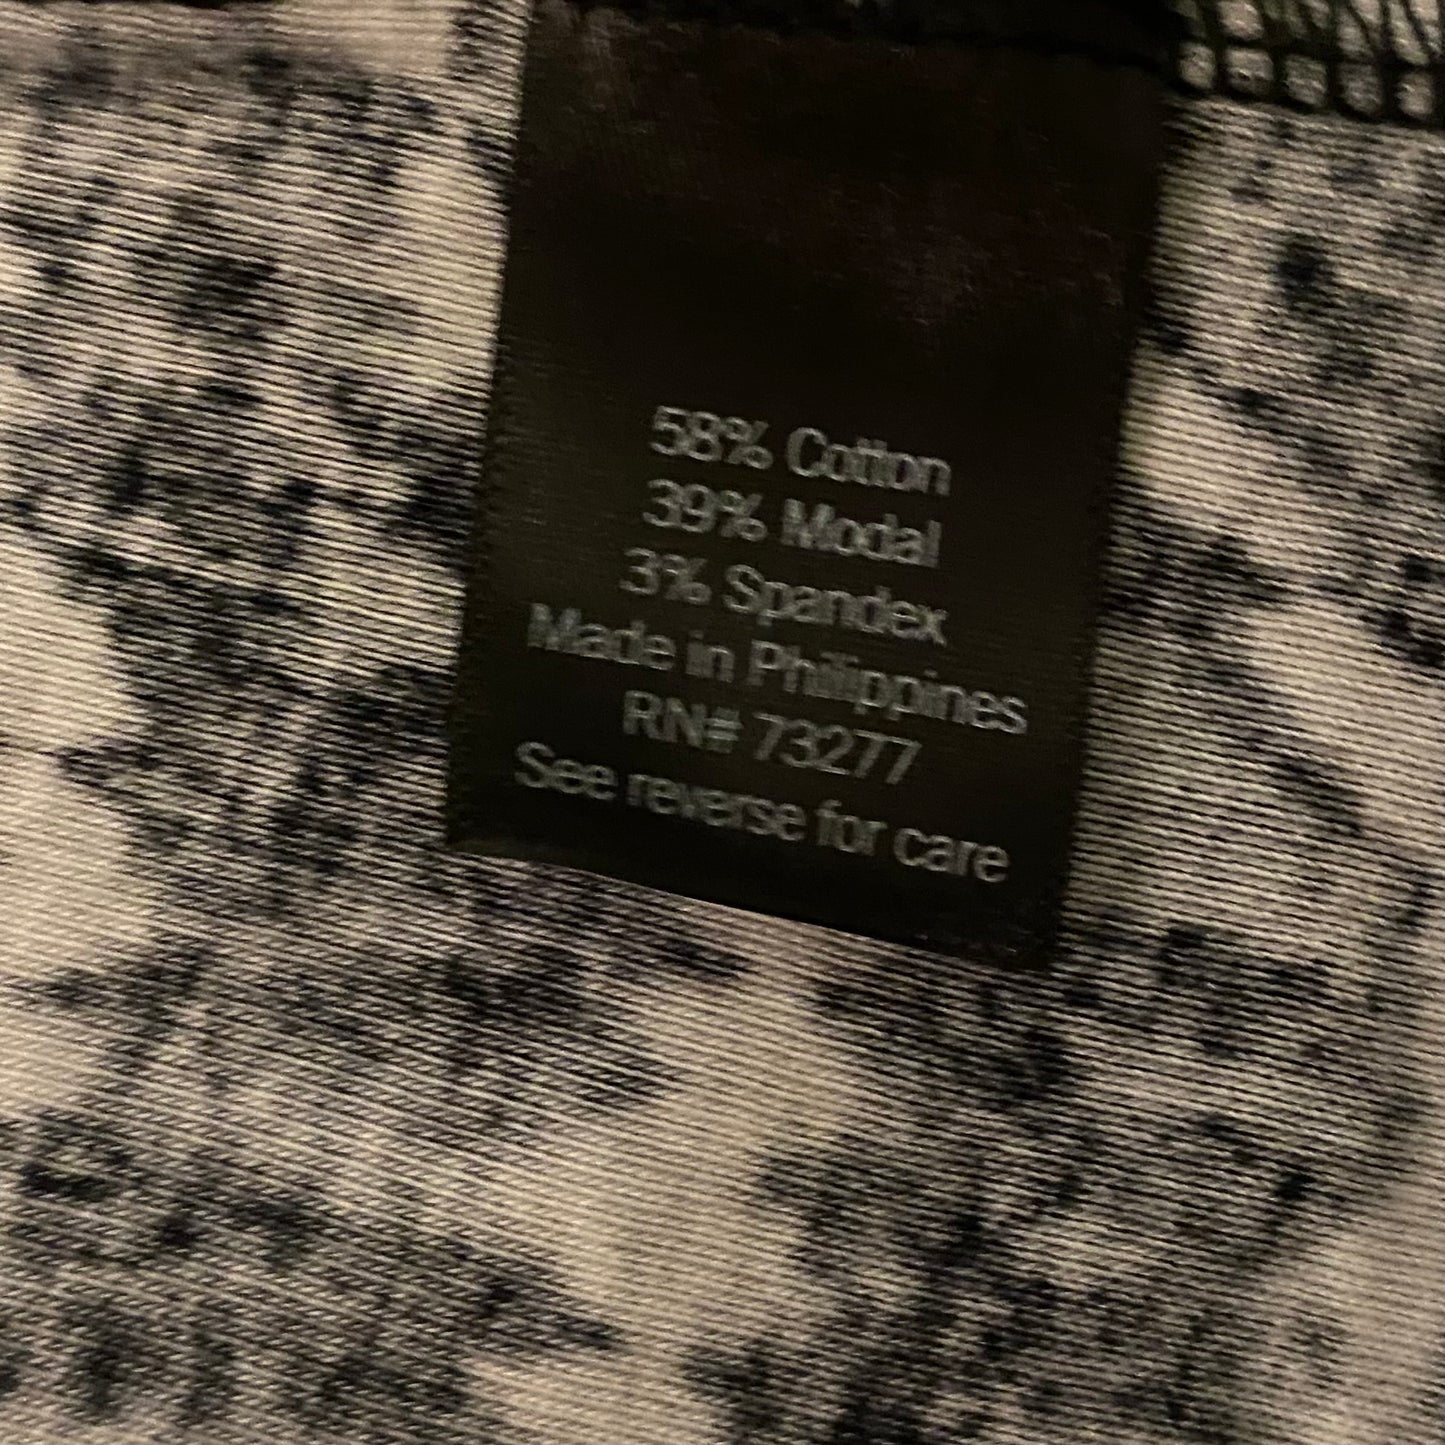 58% Cotton
39% Modal
3% Spandex
Made in Philippines
RN# 73277
See reverse for care